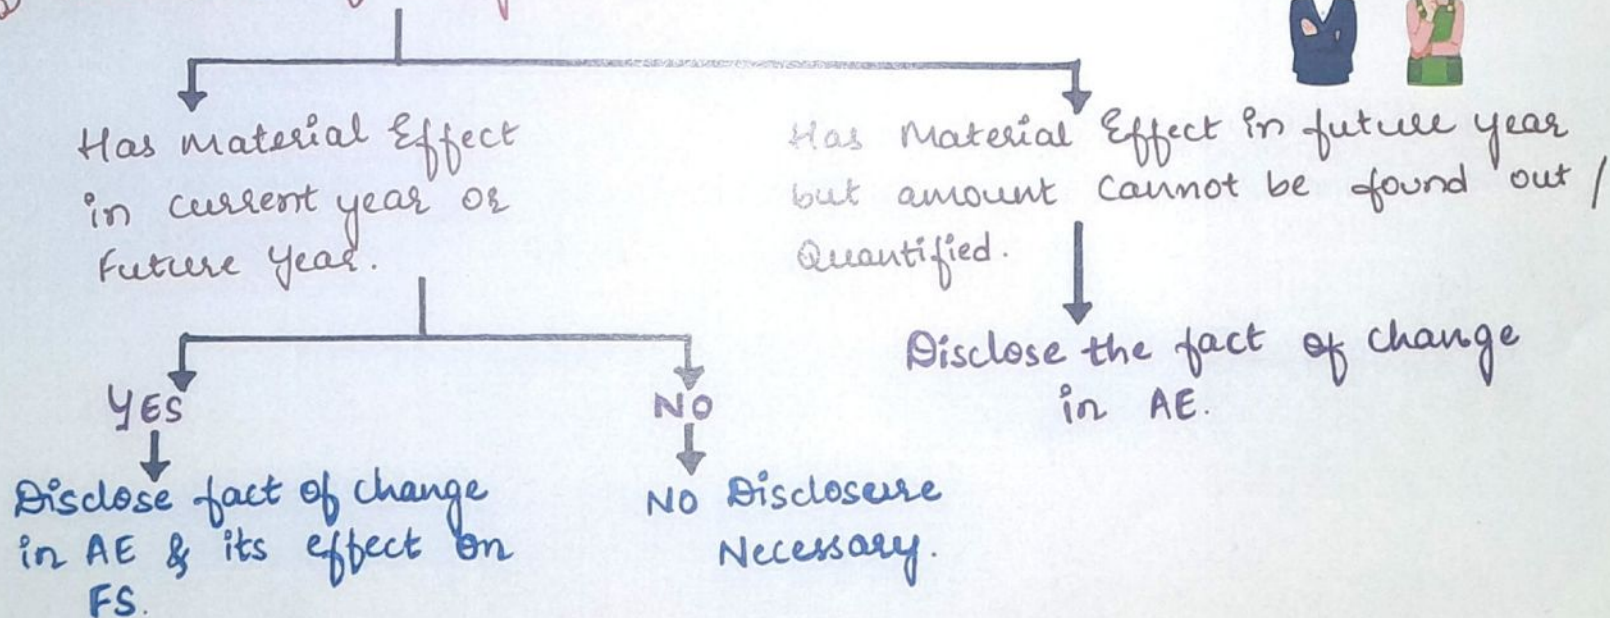 Has Material Effect
in current year or
Future Year.
Has Material Effect in future year
but amount cannot be found out /
Quantified.
Disclose the fact of change
in AE.
YES
NO
Disclose fact of change
in AE & its effect on
FS.
NO Disclosure
Necessary.